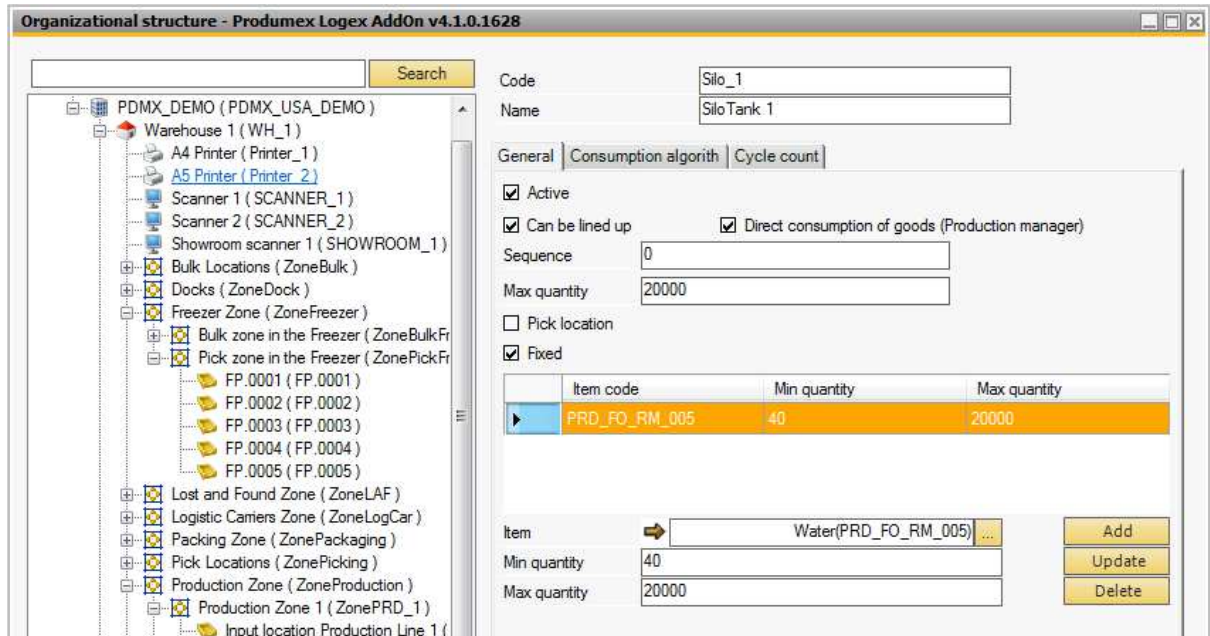 Organizational structure - Produmex Logex AddOn v4.1.0.1628
Search
PDMX_DEMO ( PDMX_USA_DEMO )
Warehouse 1 ( WH_1 )
A4 Printer ( Printer_1 )
A5 Printer ( Printer_2 )
Scanner 1 ( SCANNER_1 )
Scanner 2 ( SCANNER_2 )
Showroom scanner 1 ( SHOWROOM_1 )
Bulk Locations ( ZoneBulk )
Docks ( ZoneDock )
Freezer Zone ( ZoneFreezer )
Bulk zone in the Freezer ( ZoneBulkFr
Pick zone in the Freezer ( ZonePickFr
FP.0001 ( FP.0001 )
FP.0002 ( FP.0002 )
FP.0003 ( FP.0003 )
FP.0004 ( FP.0004 )
FP.0005 ( FP.0005 )
Lost and Found Zone ( ZoneLAF )
Logistic Carriers Zone ( ZoneLogCar )
Packing Zone ( ZonePackaging )
Pick Locations ( ZonePicking )
Production Zone ( ZoneProduction )
Production Zone 1 ( ZonePRD_1 )
Input location Production Line 1 (
Code Silo_1
Name SiloTank 1
General Consumption algorith Cycle count
Active
Can be lined up Direct consumption of goods (Production manager)
Sequence 0
Max quantity 20000
Pick location
Fixed
Item code Min quantity Max quantity
PRD_FO_RM_005 40 20000
Item Water(PRD_FO_RM_005) ... Add
Min quantity 40 Update
Max quantity 20000 Delete